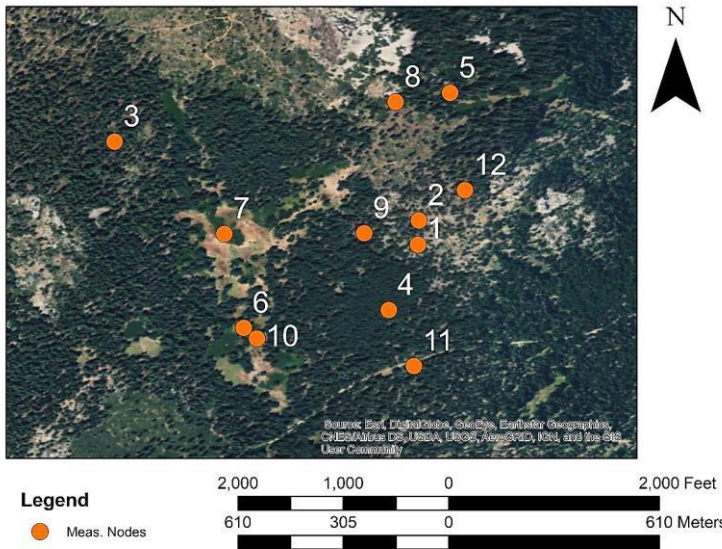 N
8
5
3
12
2
7
9
1
4
6
10
11
Source: Esri, DigitalGlobe, GeoEye, Earthstar Geographics,
CNES/Airbus DS, USDA, USGS, AeroGRID, IGN, and the GIS
User Community
Legend
Meas. Nodes
2,000 1,000 0 2,000 Feet
610 305 0 610 Meters